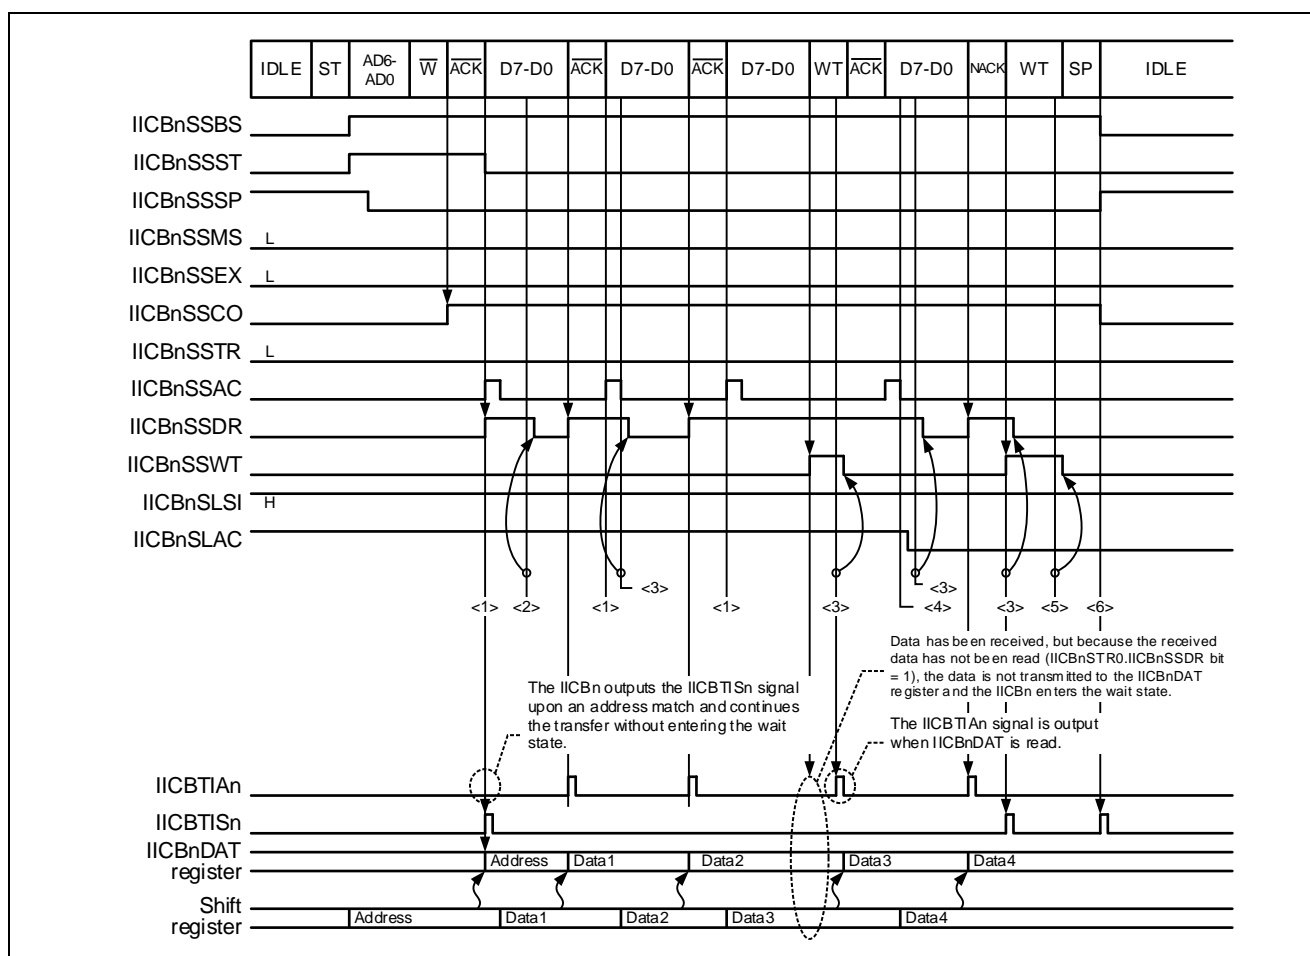 IDLE ST AD6-AD0 W ACK D7-D0 ACK D7-D0 ACK D7-D0 WT ACK D7-D0 NACK WT SP IDLE
IICBnSSBS
IICBnSSST
IICBnSSSP
IICBnSSMS L
IICBnSSEX L
IICBnSSCO
IICBnSSTR L
IICBnSSAC
IICBnSSDR
IICBnSSWT
IICBnSLSI H
IICBnSLAC
<3> <3>
<1> <2> <1> <1> <3> <4> <3> <5> <6>
Data has been received, but because the received
data has not been read (IICBnSTR0.IICBnSSDR bit
= 1), the data is not transmitted to the IICBnDAT
register and the IICBn enters the wait state.
The IICBn outputs the IICBTISn signal
upon an address match and continues
the transfer without entering the wait
state.
The IICBTIAn signal is output
when IICBnDAT is read.
IICBTIAn
IICBTISn
IICBnDAT
register
Address Data1 Data2 Data3 Data4
Shift
register
Address Data1 Data2 Data3 Data4